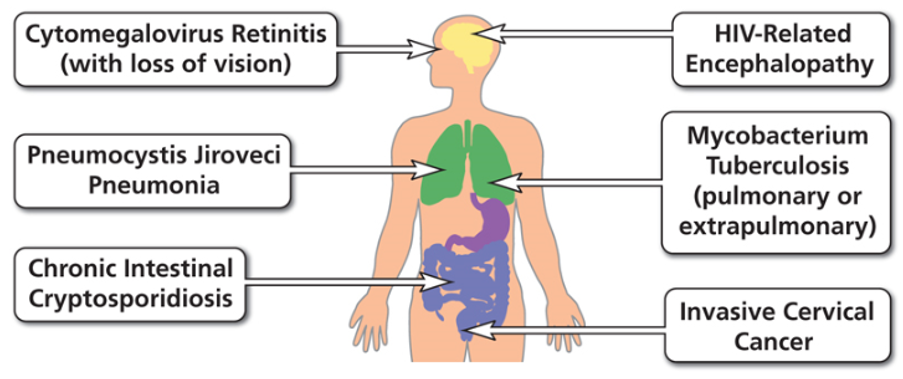 Cytomegalovirus Retinitis
(with loss of vision)
HIV-Related
Encephalopathy
Pneumocystis Jiroveci
Pneumonia
Mycobacterium
Tuberculosis
(pulmonary or
extrapulmonary)
Chronic Intestinal
Cryptosporidiosis
Invasive Cervical
Cancer